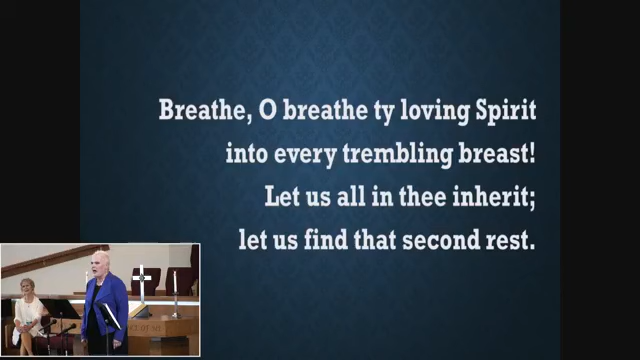 Breathe, O breathe ty loving Spirit
into every trembling breast!
Let us all in thee inherit;
let us find that second rest.